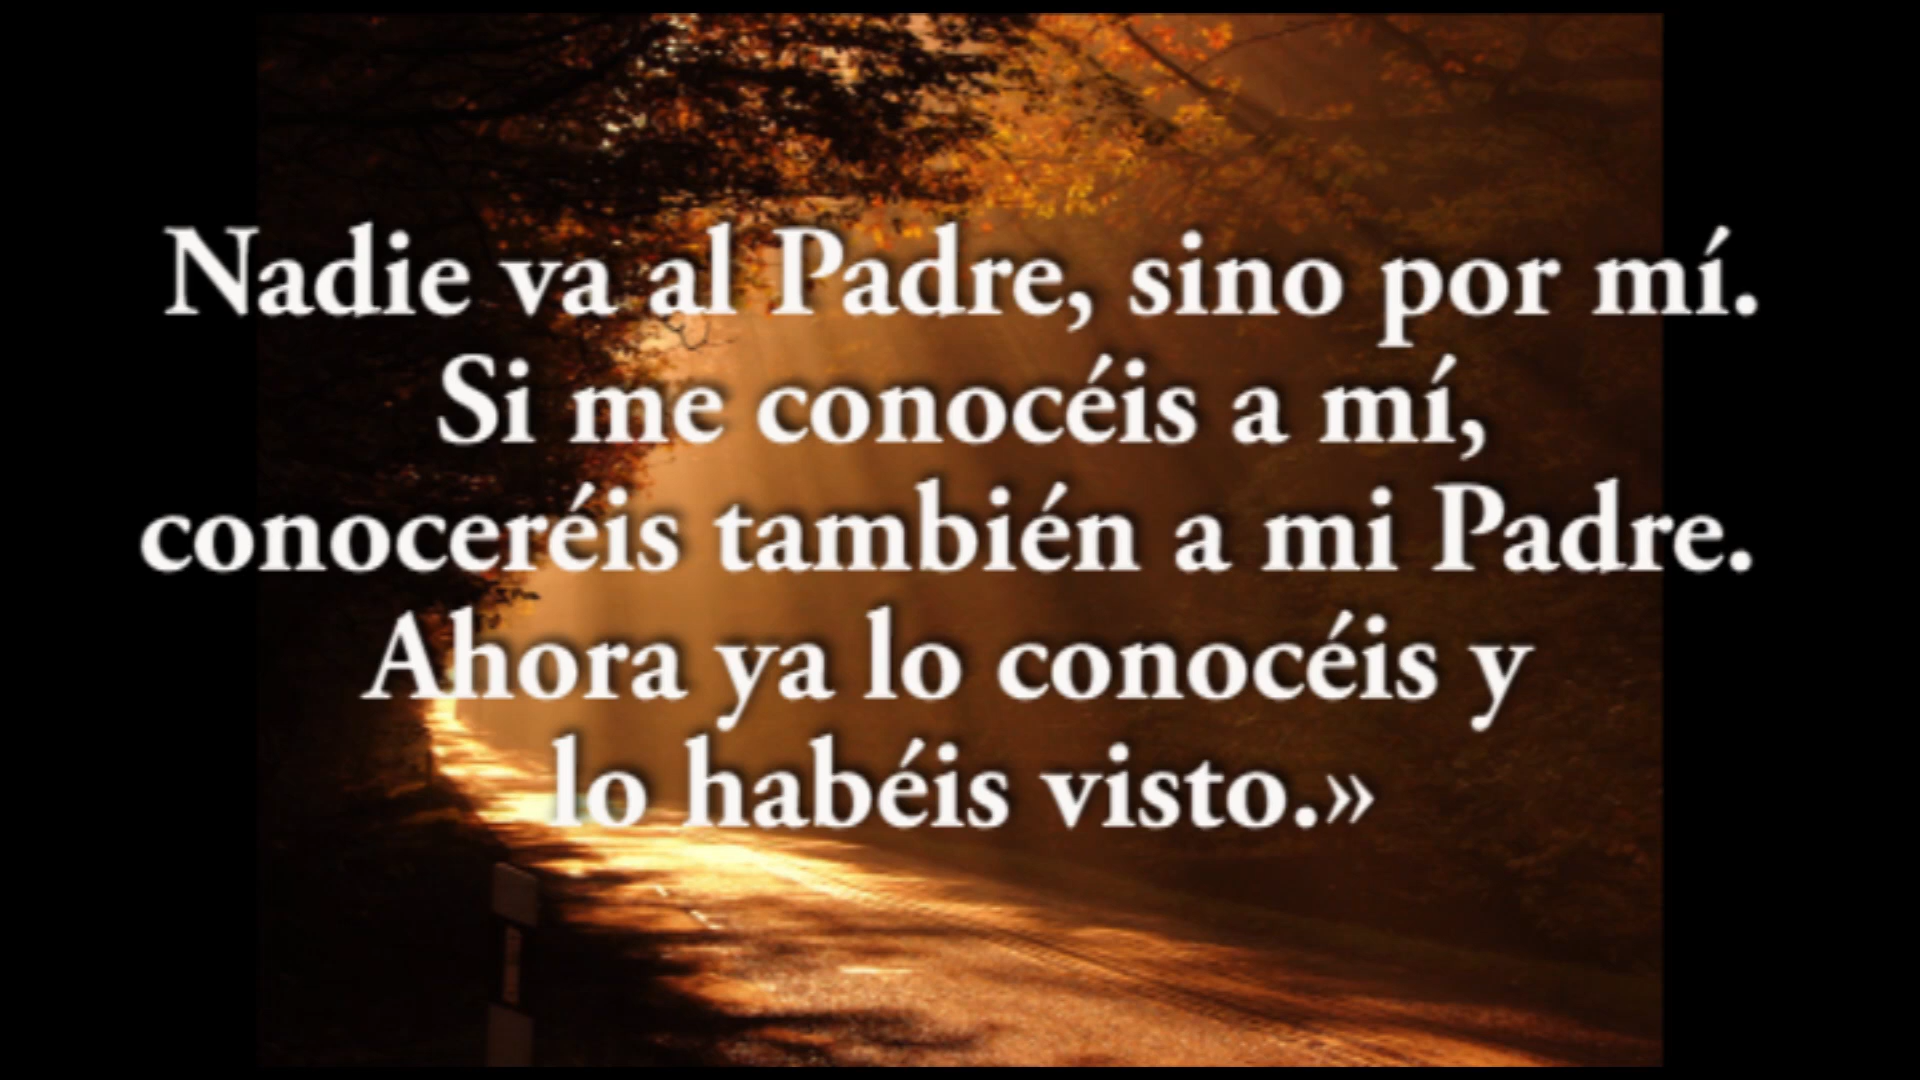 Nadie va al Padre, sino por mí.
Si me conocéis a mí,
conoceréis también a mi Padre.
Ahora ya lo conocéis y
lo habéis visto.»